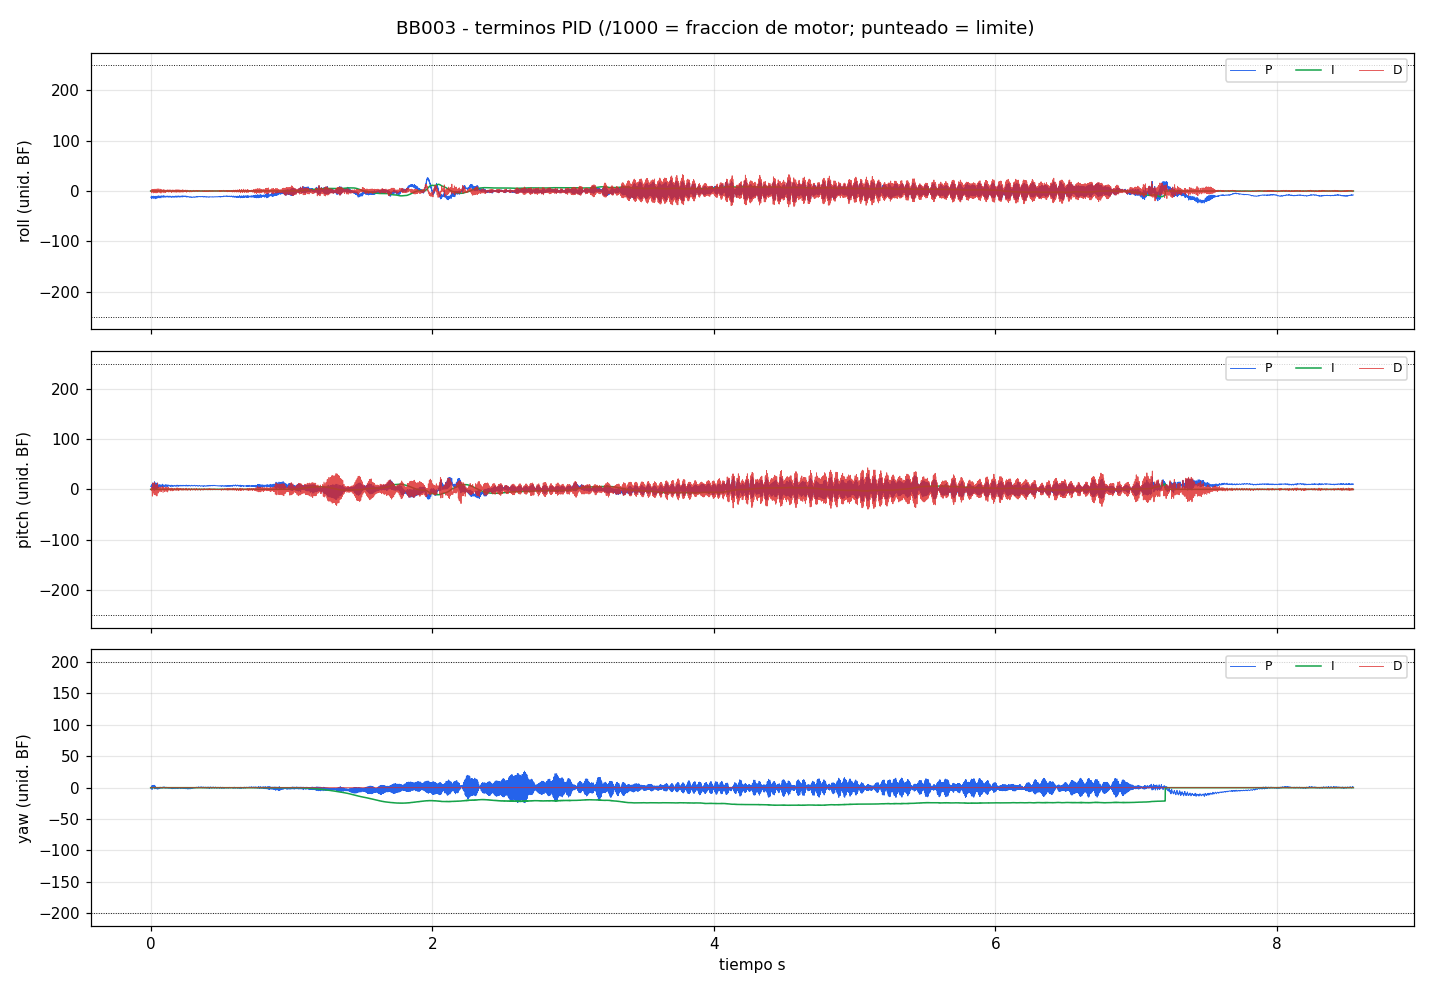 BB003 - terminos PID (/1000 = fraccion de motor; punteado = limite)
P I D
200
100
0
−100
−200
roll (unid. BF)
P I D
200
100
0
−100
−200
pitch (unid. BF)
P I D
200
150
100
50
0
−50
−100
−150
−200
yaw (unid. BF)
0 2 4 6 8
tiempo s